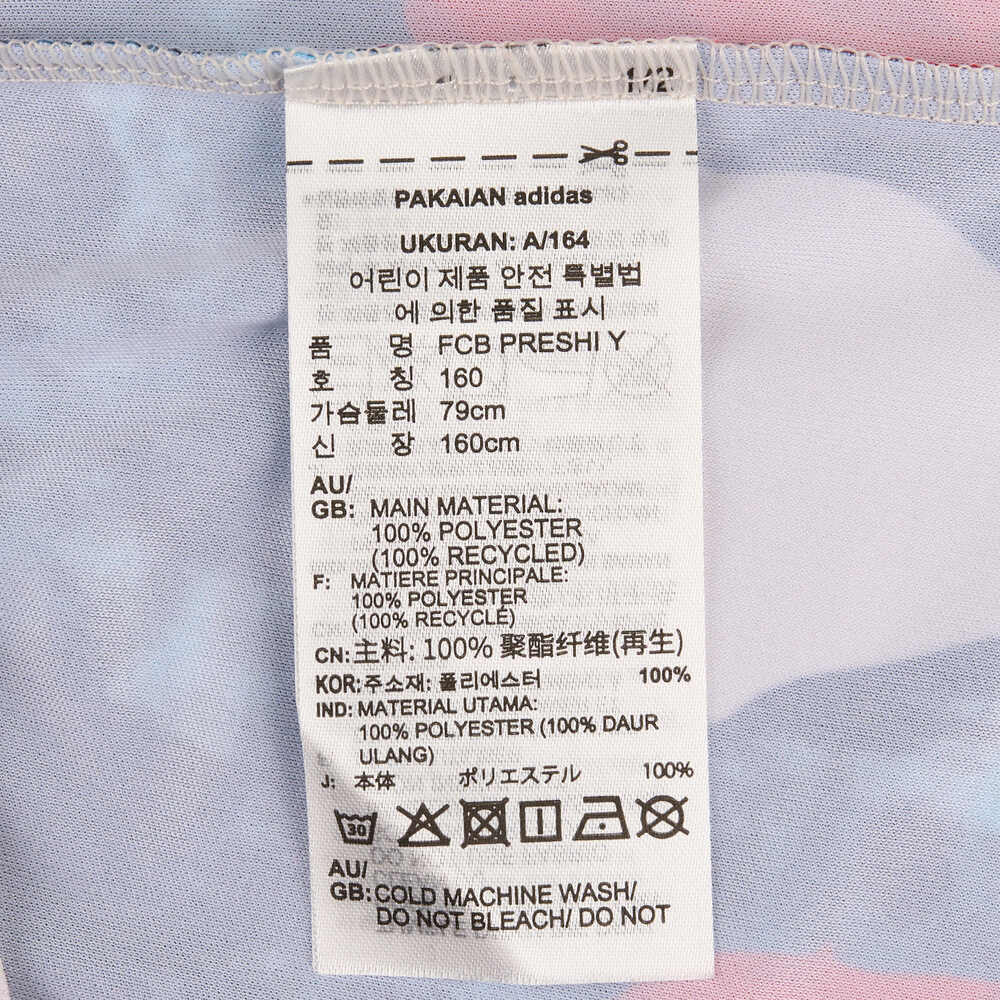 PAKAIAN adidas
UKURAN: A/164
어린이 제품 안전 특별법
에 의한 품질 표시
품 명 FCB PRESHI Y
호 칭 160
가슴둘레 79cm
신 장 160cm
AU/
GB: MAIN MATERIAL:
100% POLYESTER
(100% RECYCLED)
F: MATIERE PRINCIPALE:
100% POLYESTER
(100% RECYCLÉ)
CN: 主料: 100% 聚酯纤维(再生)
KOR: 주소재: 폴리에스터 100%
IND: MATERIAL UTAMA:
100% POLYESTER (100% DAUR
ULANG)
J: 本体 ポリエステル 100%
30
AU/
GB: COLD MACHINE WASH/
DO NOT BLEACH/ DO NOT